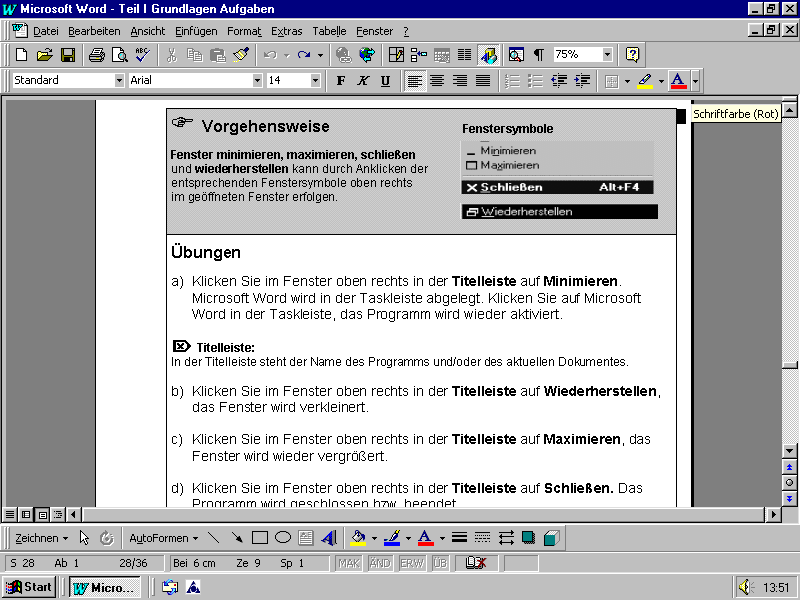 Microsoft Word - Teil I Grundlagen Aufgaben
Datei Bearbeiten Ansicht Einfügen Format Extras Tabelle Fenster ?
75%
Standard Arial 14 F K U
Schriftfarbe (Rot)
Vorgehensweise
Fenster minimieren, maximieren, schließen
und wiederherstellen kann durch Anklicken der
entsprechenden Fenstersymbole oben rechts
im geöffneten Fenster erfolgen.
Fenstersymbole
Minimieren
Maximieren
Schließen Alt+F4
Wiederherstellen
Übungen
a) Klicken Sie im Fenster oben rechts in der Titelleiste auf Minimieren.
Microsoft Word wird in der Taskleiste abgelegt. Klicken Sie auf Microsoft
Word in der Taskleiste, das Programm wird wieder aktiviert.
Titelleiste:
In der Titelleiste steht der Name des Programms und/oder des aktuellen Dokumentes.
b) Klicken Sie im Fenster oben rechts in der Titelleiste auf Wiederherstellen,
das Fenster wird verkleinert.
c) Klicken Sie im Fenster oben rechts in der Titelleiste auf Maximieren, das
Fenster wird wieder vergrößert.
d) Klicken Sie im Fenster oben rechts in der Titelleiste auf Schließen. Das
Programm wird geschlossen bzw. beendet
Zeichnen AutoFormen
S 28 Ab 1 28/36 Bei 6 cm Ze 9 Sp 1 MAK ÄND ERW ÜB
Start Micro... 13:51